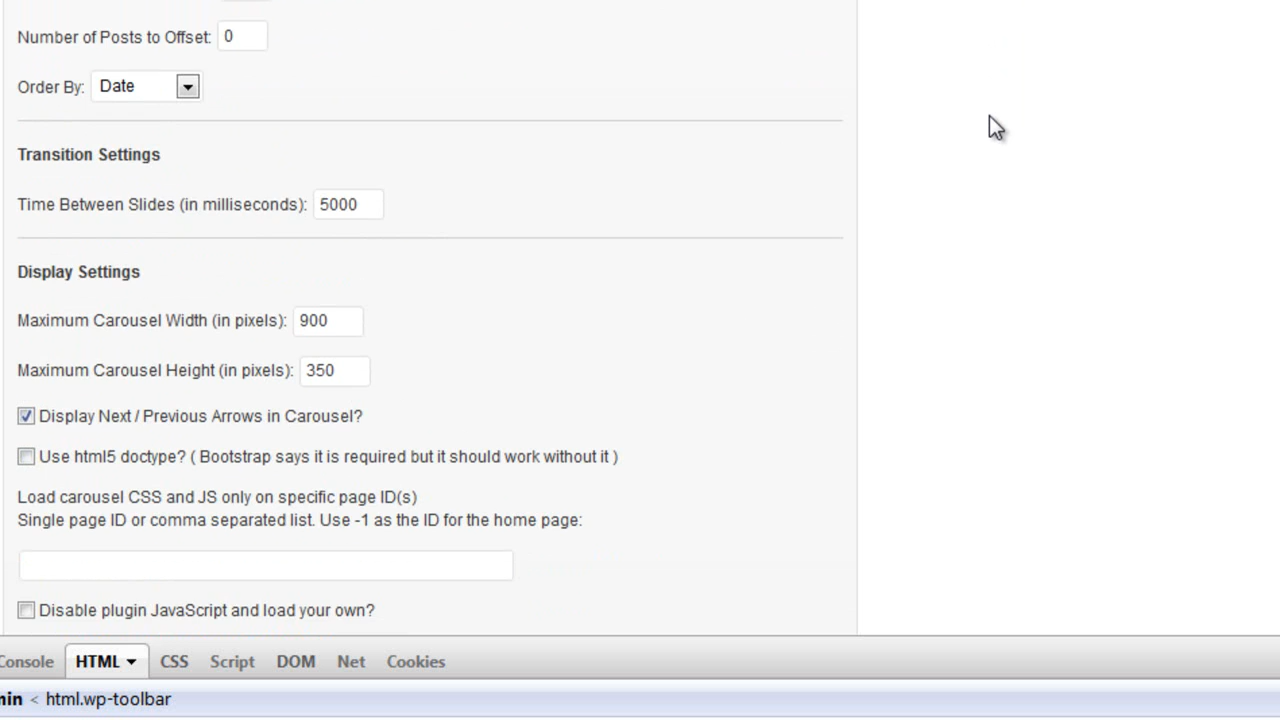 Number of Posts to Offset: 0
Order By: Date
Transition Settings
Time Between Slides (in milliseconds): 5000
Display Settings
Maximum Carousel Width (in pixels): 900
Maximum Carousel Height (in pixels): 350
Display Next / Previous Arrows in Carousel?
Use html5 doctype? ( Bootstrap says it is required but it should work without it )
Load carousel CSS and JS only on specific page ID(s)
Single page ID or comma separated list. Use -1 as the ID for the home page:
Disable plugin JavaScript and load your own?
Console HTML CSS Script DOM Net Cookies
min < html.wp-toolbar